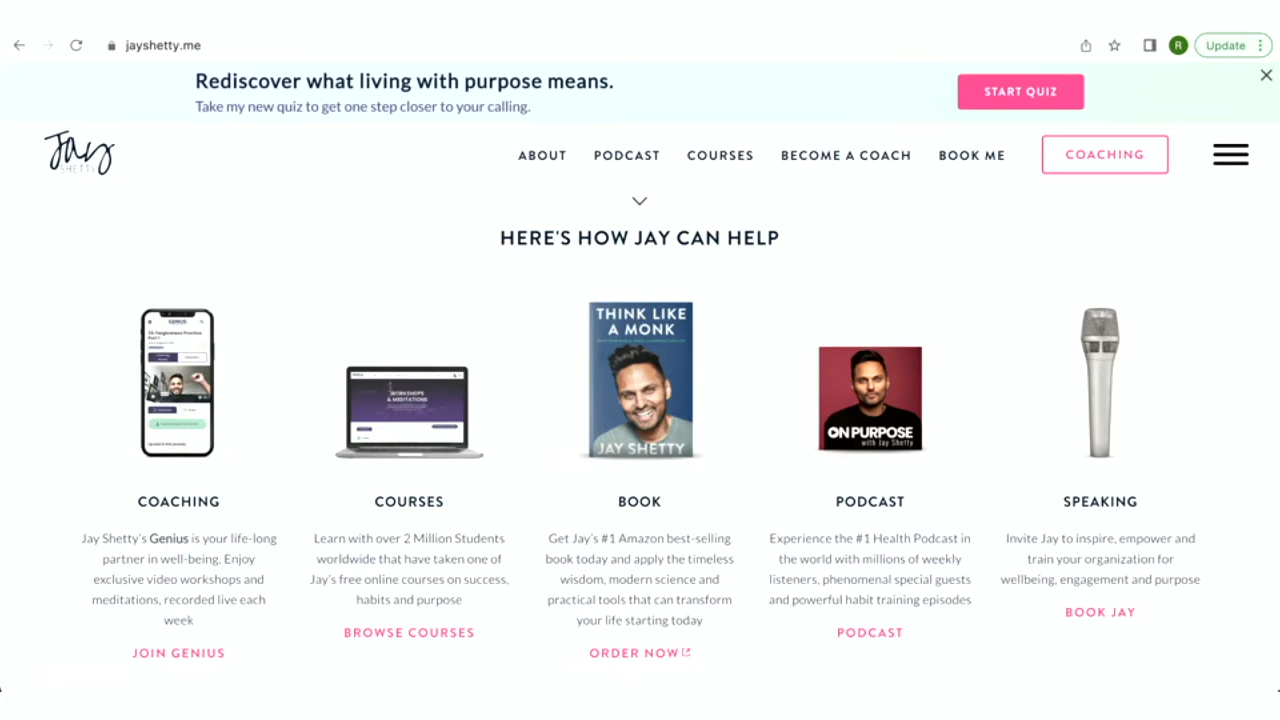 jayshetty.me
R
Update
Rediscover what living with purpose means.
Take my new quiz to get one step closer to your calling.
START QUIZ
Jay
SHETTY
ABOUT
PODCAST
COURSES
BECOME A COACH
BOOK ME
COACHING
HERE'S HOW JAY CAN HELP
GENIUS
WORKSHOPS
& MEDITATIONS
THINK LIKE
A MONK
JAY SHETTY
ON PURPOSE
with Jay Shetty
COACHING
Jay Shetty's Genius is your life-long
partner in well-being. Enjoy
exclusive video workshops and
meditations, recorded live each
week
JOIN GENIUS
COURSES
Learn with over 2 Million Students
worldwide that have taken one of
Jay's free online courses on success,
habits and purpose
BROWSE COURSES
BOOK
Get Jay's #1 Amazon best-selling
book today and apply the timeless
wisdom, modern science and
practical tools that can transform
your life starting today
ORDER NOW
PODCAST
Experience the #1 Health Podcast in
the world with millions of weekly
listeners, phenomenal special guests
and powerful habit training episodes
PODCAST
SPEAKING
Invite Jay to inspire, empower and
train your organization for
wellbeing, engagement and purpose
BOOK JAY